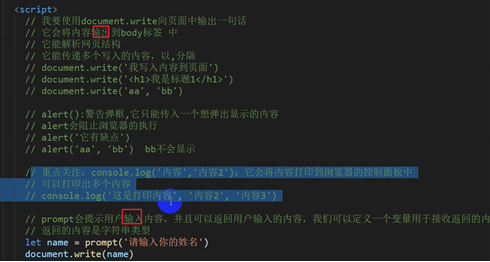 <script>
// 我要使用document.write向页面中输出一句话
// 它会将内容输出到body标签 中
// 它能解析网页结构
// 它能传递多个写入的内容，以,分隔
// document.write('我写入内容到页面')
// document.write('<h1>我是标题1</h1>')
// document.write('aa', 'bb')
// alert():警告弹框,它只能传入一个想弹出显示的内容
// alert会阻止浏览器的执行
// alert('它有缺点')
// alert('aa', 'bb')  bb不会显示
// 重点关注：console.log('内容','内容2')；它会将内容打印到浏览器的控制面板中
// 可以打印出多个内容
// console.log('这是打印内容', '内容2', '内容3')
// prompt会提示用户输入内容，并且可以返回用户输入的内容，我们可以定义一个变量用于接收返回的内
// 返回的内容是字符串类型
let name = prompt('请输入你的姓名')
document.write(name)